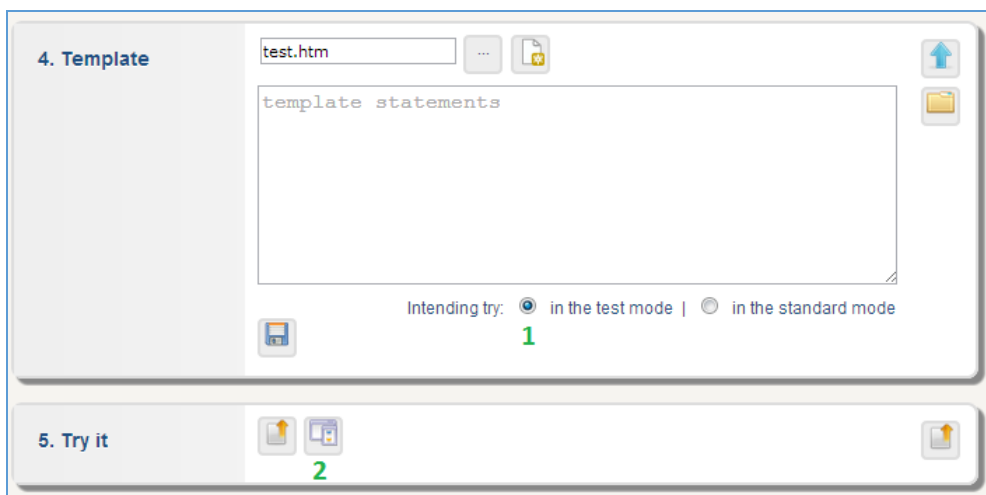 4. Template
test.htm
...
template statements
Intending try: in the test mode | in the standard mode
1
5. Try it
2